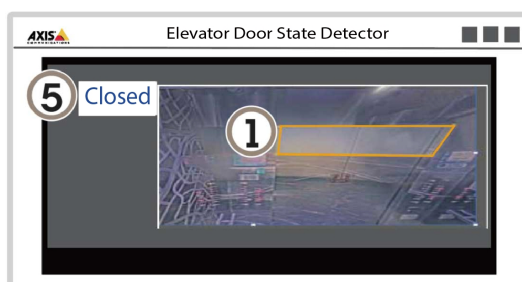 AXIS
COMMUNICATIONS
Elevator Door State Detector
5
Closed
1